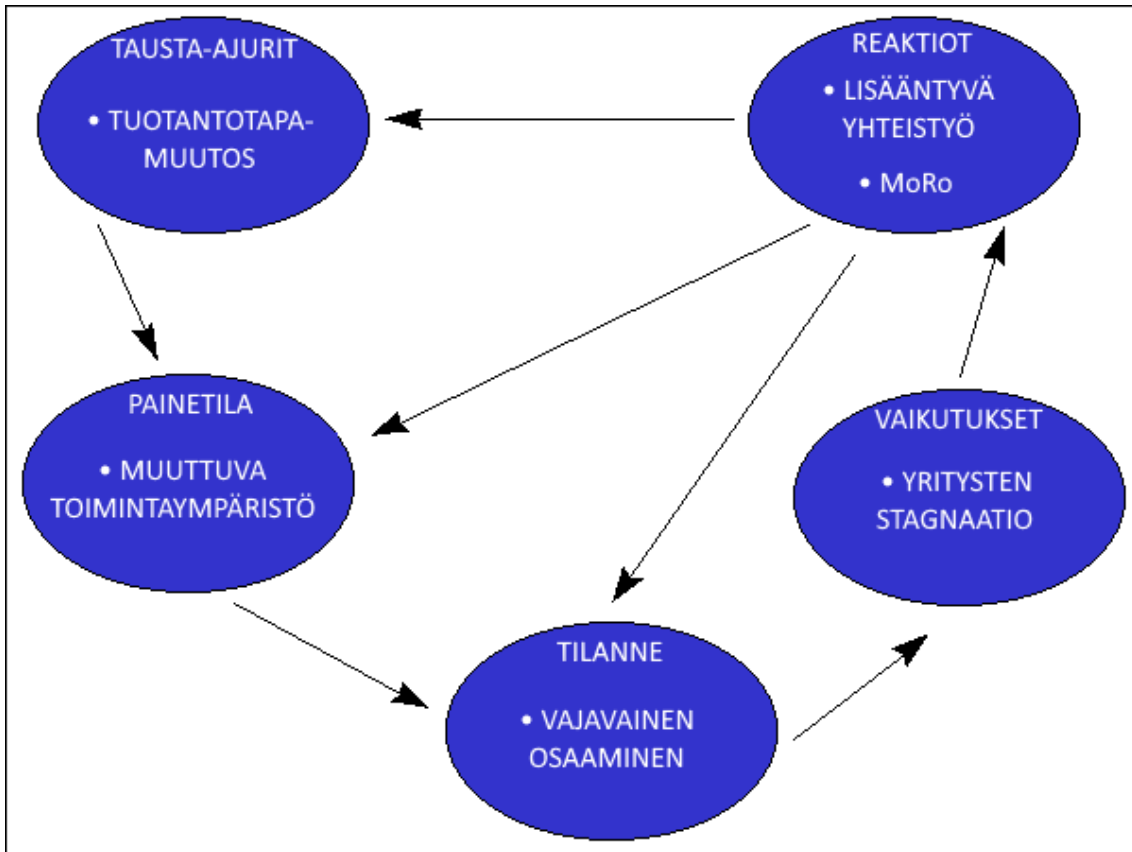 TAUSTA-AJURIT
• TUOTANTOTAPA-
MUUTOS
REAKTIOT
• LISÄÄNTYVÄ
YHTEISTYÖ
• MoRo
PAINETILA
• MUUTTUVA
TOIMINTAYMPÄRISTÖ
VAIKUTUKSET
• YRITYSTEN
STAGNAATIO
TILANNE
• VAJAVAINEN
OSAAMINEN